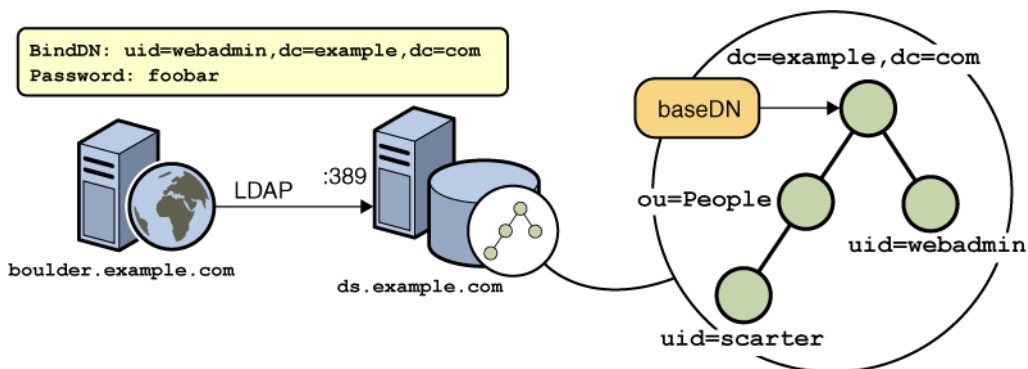 BindDN: uid=webadmin,dc=example,dc=com
Password: foobar
dc=example,dc=com
baseDN
:389
LDAP
ou=People
uid=webadmin
boulder.example.com
ds.example.com
uid=scarter